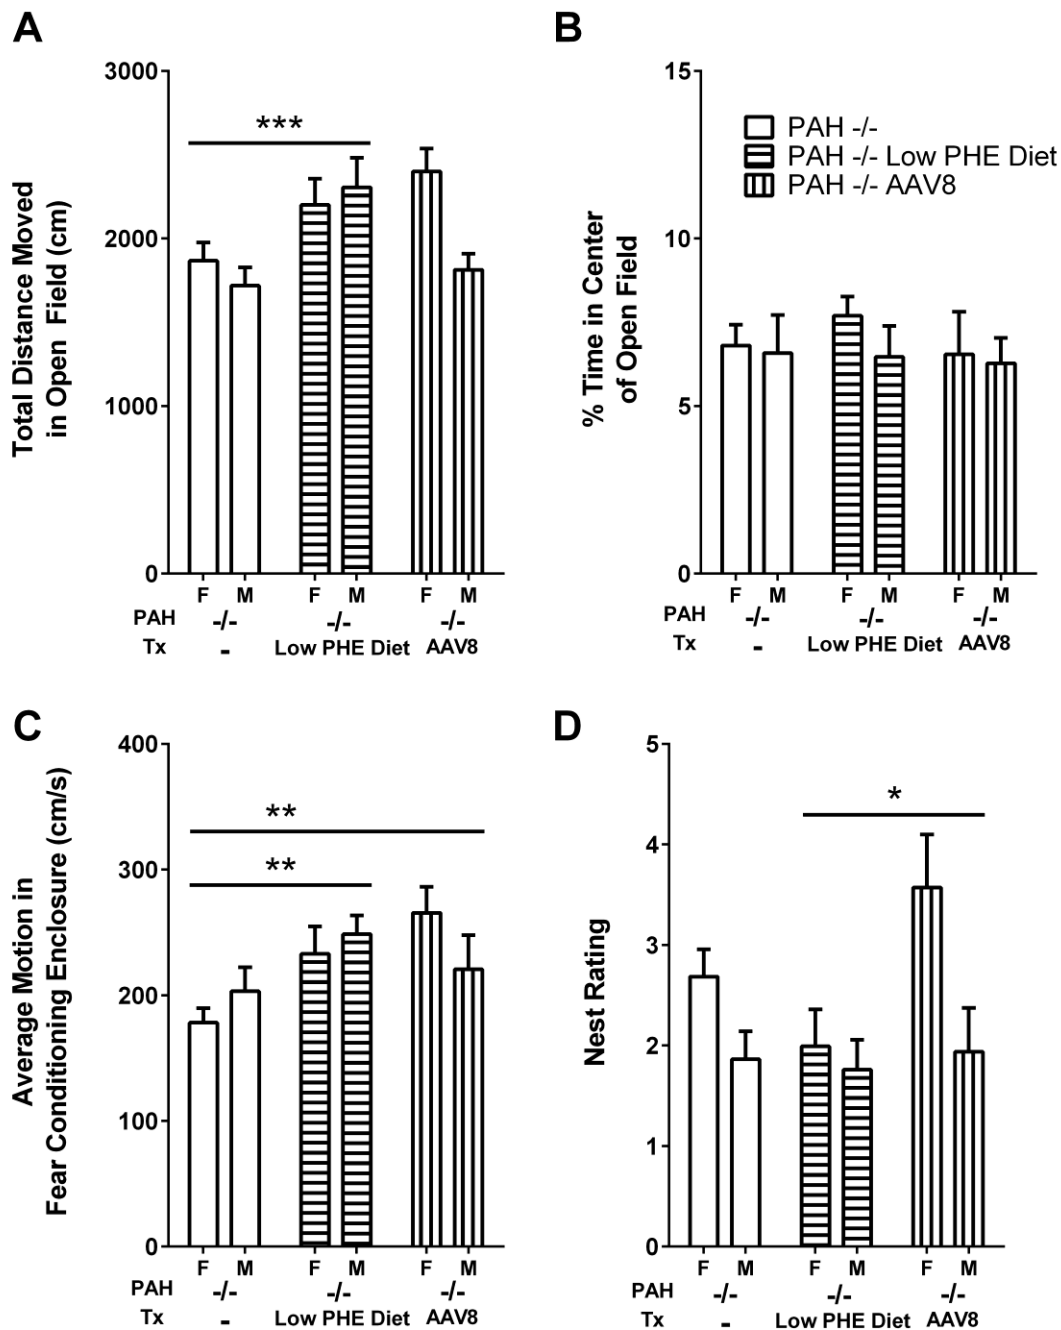 A
Total Distance Moved
in Open Field (cm)
3000
2000
1000
0
***
F M F M F M
PAH -/- -/- -/-
Tx - Low PHE Diet AAV8
B
% Time in Center
of Open Field
15
10
5
0
PAH -/-
PAH -/- Low PHE Diet
PAH -/- AAV8
F M F M F M
PAH -/- -/- -/-
Tx - Low PHE Diet AAV8
C
Average Motion in
Fear Conditioning Enclosure (cm/s)
400
300
200
100
0
**
**
F M F M F M
PAH -/- -/- -/-
Tx - Low PHE Diet AAV8
D
Nest Rating
5
4
3
2
1
0
*
F M F M F M
PAH -/- -/- -/-
Tx - Low PHE Diet AAV8